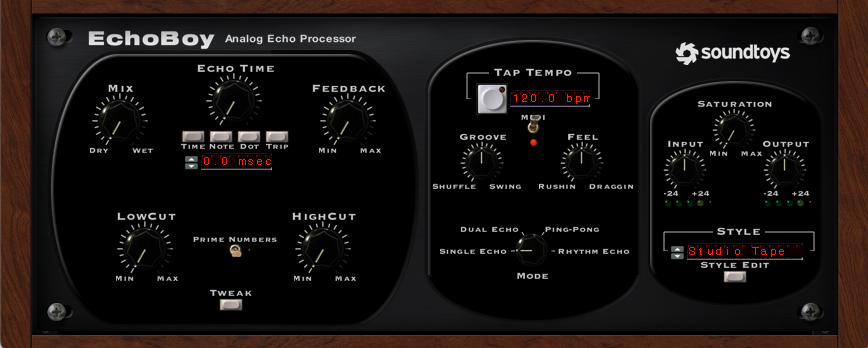 EchoBoy Analog Echo Processor
soundtoys
Echo Time
Mix
Feedback
Dry Wet
Time Note Dot Trip
Min Max
0.0 msec
LowCut
HighCut
Prime Numbers
Min Max
Min Max
Tweak
Tap Tempo
120.0 bpm
MIDI
Groove
Feel
Shuffle Swing
Rushin Draggin
Dual Echo
Ping-Pong
Single Echo
Rhythm Echo
Mode
Saturation
Min Max
Input
Output
-24 +24
-24 +24
Style
Studio Tape
Style Edit